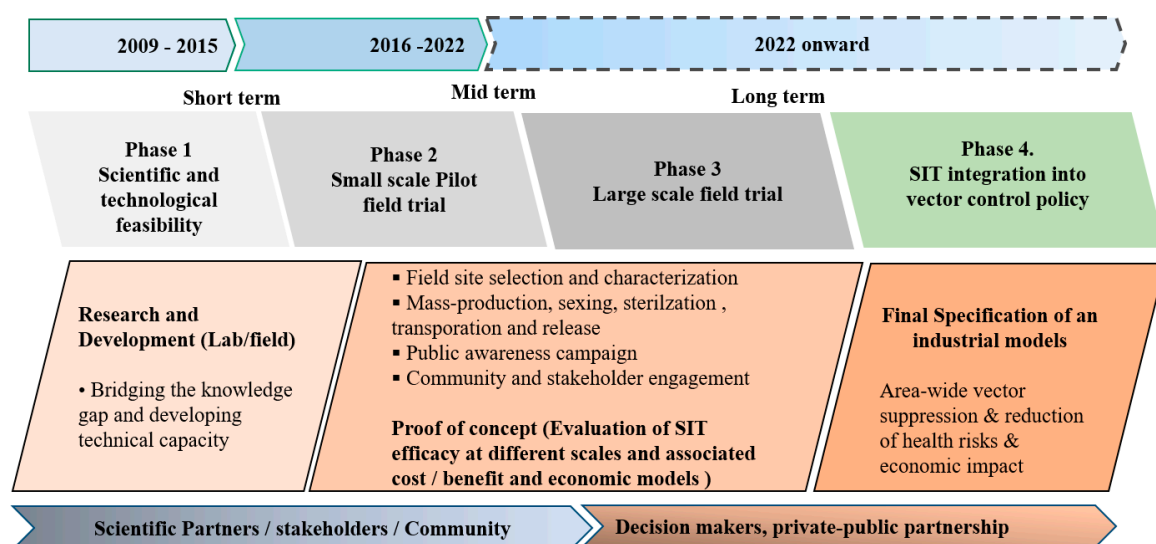 2009 - 2015
2016 -2022
2022 onward
Short term
Mid term
Long term
Phase 1
Scientific and
technological
feasibility
Phase 2
Small scale Pilot
field trial
Phase 3
Large scale field trial
Phase 4.
SIT integration into
vector control policy
Research and
Development (Lab/field)
• Bridging the knowledge
gap and developing
technical capacity
▪ Field site selection and characterization
▪ Mass-production, sexing, sterilzation ,
transporation and release
▪ Public awareness campaign
▪ Community and stakeholder engagement
Proof of concept (Evaluation of SIT
efficacy at different scales and associated
cost / benefit and economic models )
Final Specification of an
industrial models
Area-wide vector
suppression & reduction
of health risks &
economic impact
Scientific Partners / stakeholders / Community
Decision makers, private-public partnership